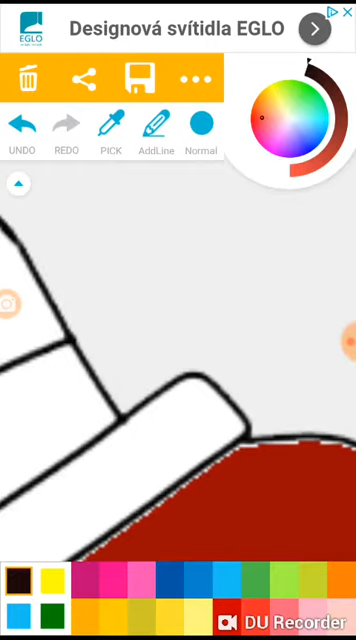 Designová svítidla EGLO
EGLO
UNDO
REDO
PICK
AddLine
Normal
DU Recorder